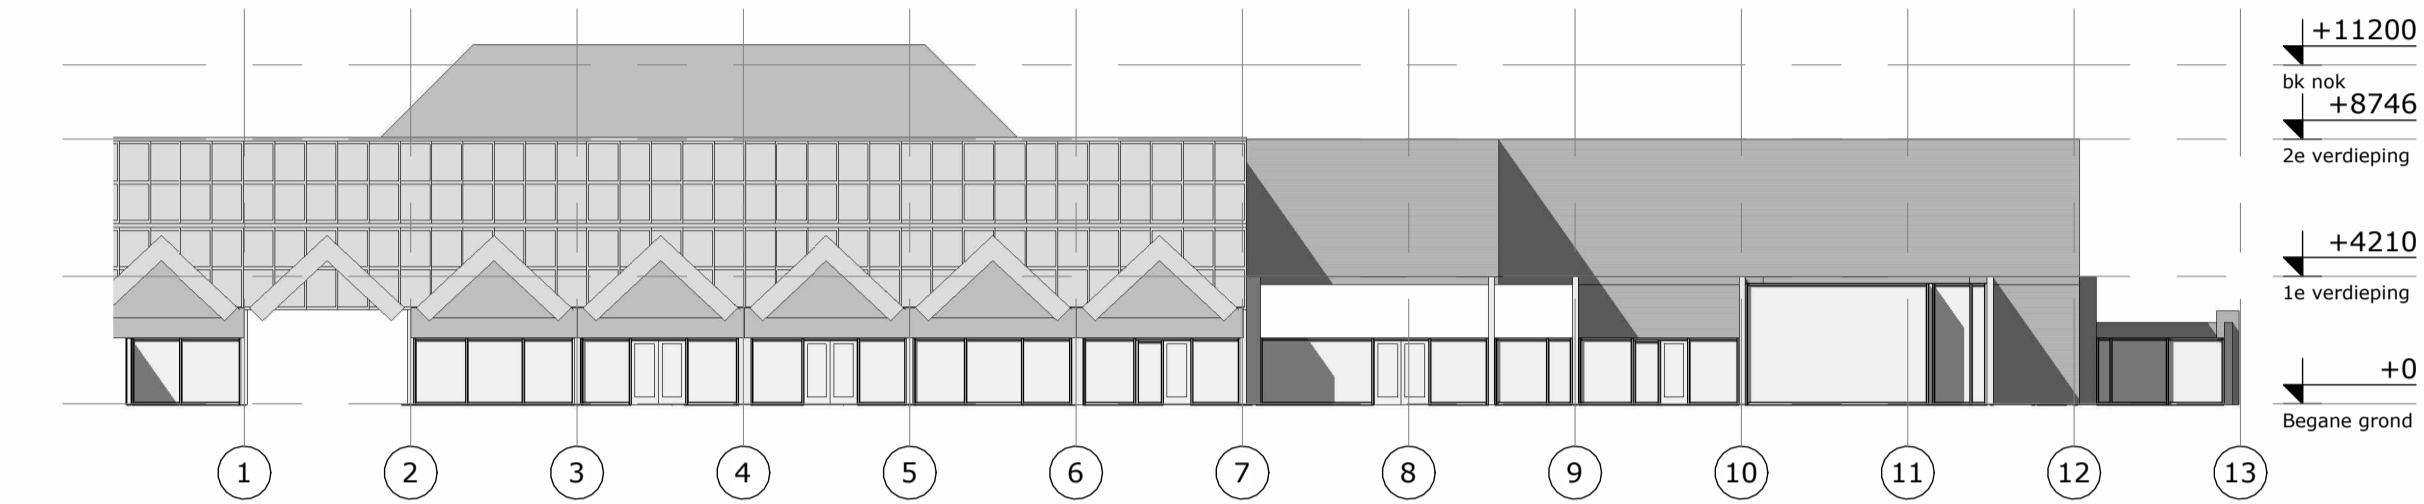 +11200
bk nok
+8746
2e verdieping
+4210
1e verdieping
+0
Begane grond
1 2 3 4 5 6 7 8 9 10 11 12 13